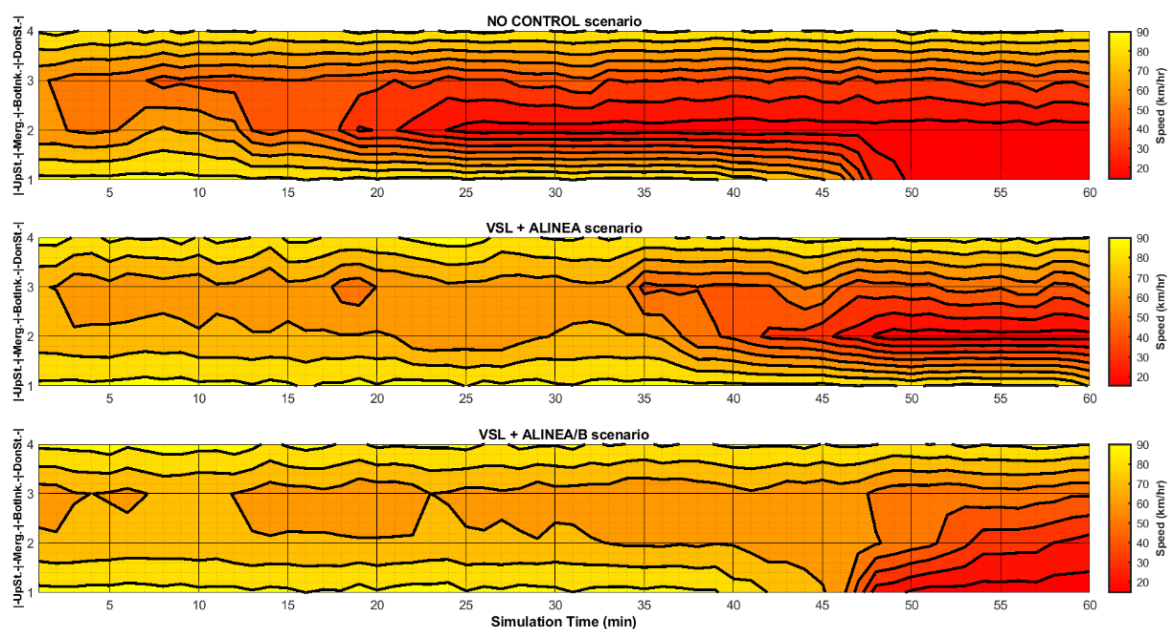 NO CONTROL scenario
|-UpSt.-|-Merg.-|-Botlnk.-|-DonSt.-|
4
3
2
1
5 10 15 20 25 30 35 40 45 50 55 60
90
80
70
60
50
40
30
20
Speed (km/hr)
VSL + ALINEA scenario
|-UpSt.-|-Merg.-|-Botlnk.-|-DonSt.-|
4
3
2
1
5 10 15 20 25 30 35 40 45 50 55 60
90
80
70
60
50
40
30
20
Speed (km/hr)
VSL + ALINEA/B scenario
|-UpSt.-|-Merg.-|-Botlnk.-|-DonSt.-|
4
3
2
1
5 10 15 20 25 30 35 40 45 50 55 60
Simulation Time (min)
90
80
70
60
50
40
30
20
Speed (km/hr)